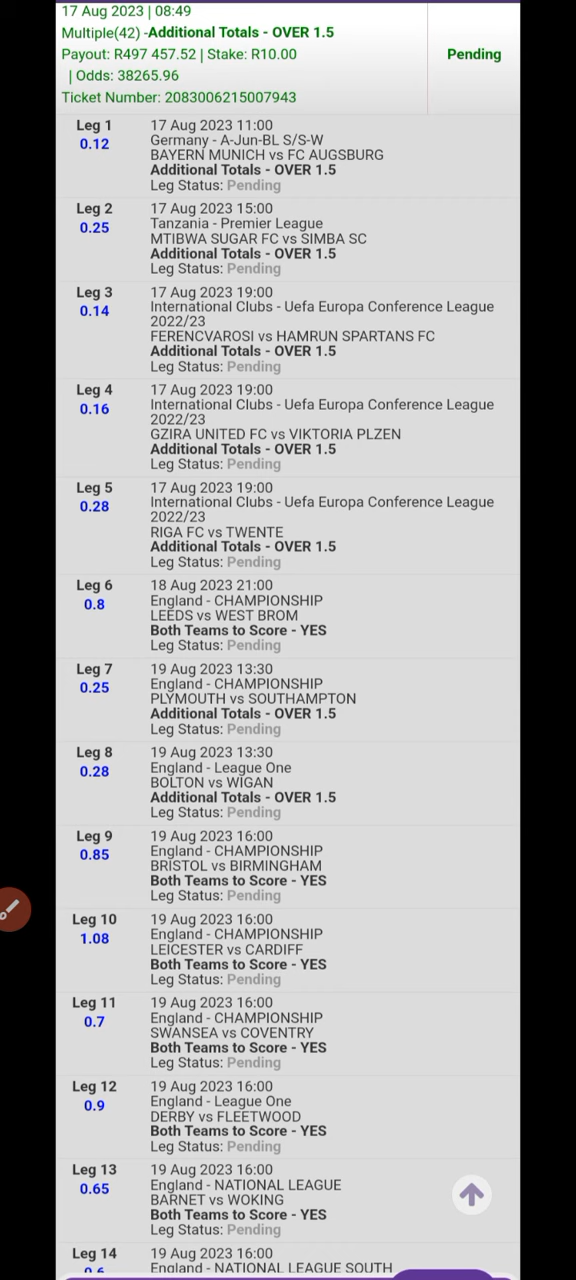 17 Aug 2023 | 08:49
Multiple(42) -Additional Totals - OVER 1.5
Payout: R497 457.52 | Stake: R10.00
| Odds: 38265.96
Ticket Number: 2083006215007943
Pending
Leg 1
0.12
17 Aug 2023 11:00
Germany - A-Jun-BL S/S-W
BAYERN MUNICH vs FC AUGSBURG
Additional Totals - OVER 1.5
Leg Status: Pending
Leg 2
0.25
17 Aug 2023 15:00
Tanzania - Premier League
MTIBWA SUGAR FC vs SIMBA SC
Additional Totals - OVER 1.5
Leg Status: Pending
Leg 3
0.14
17 Aug 2023 19:00
International Clubs - Uefa Europa Conference League
2022/23
FERENCVAROSI vs HAMRUN SPARTANS FC
Additional Totals - OVER 1.5
Leg Status: Pending
Leg 4
0.16
17 Aug 2023 19:00
International Clubs - Uefa Europa Conference League
2022/23
GZIRA UNITED FC vs VIKTORIA PLZEN
Additional Totals - OVER 1.5
Leg Status: Pending
Leg 5
0.28
17 Aug 2023 19:00
International Clubs - Uefa Europa Conference League
2022/23
RIGA FC vs TWENTE
Additional Totals - OVER 1.5
Leg Status: Pending
Leg 6
0.8
18 Aug 2023 21:00
England - CHAMPIONSHIP
LEEDS vs WEST BROM
Both Teams to Score - YES
Leg Status: Pending
Leg 7
0.25
19 Aug 2023 13:30
England - CHAMPIONSHIP
PLYMOUTH vs SOUTHAMPTON
Additional Totals - OVER 1.5
Leg Status: Pending
Leg 8
0.28
19 Aug 2023 13:30
England - League One
BOLTON vs WIGAN
Additional Totals - OVER 1.5
Leg Status: Pending
Leg 9
0.85
19 Aug 2023 16:00
England - CHAMPIONSHIP
BRISTOL vs BIRMINGHAM
Both Teams to Score - YES
Leg Status: Pending
Leg 10
1.08
19 Aug 2023 16:00
England - CHAMPIONSHIP
LEICESTER vs CARDIFF
Both Teams to Score - YES
Leg Status: Pending
Leg 11
0.7
19 Aug 2023 16:00
England - CHAMPIONSHIP
SWANSEA vs COVENTRY
Both Teams to Score - YES
Leg Status: Pending
Leg 12
0.9
19 Aug 2023 16:00
England - League One
DERBY vs FLEETWOOD
Both Teams to Score - YES
Leg Status: Pending
Leg 13
0.65
19 Aug 2023 16:00
England - NATIONAL LEAGUE
BARNET vs WOKING
Both Teams to Score - YES
Leg Status: Pending
Leg 14
19 Aug 2023 16:00
England - NATIONAL LEAGUE SOUTH